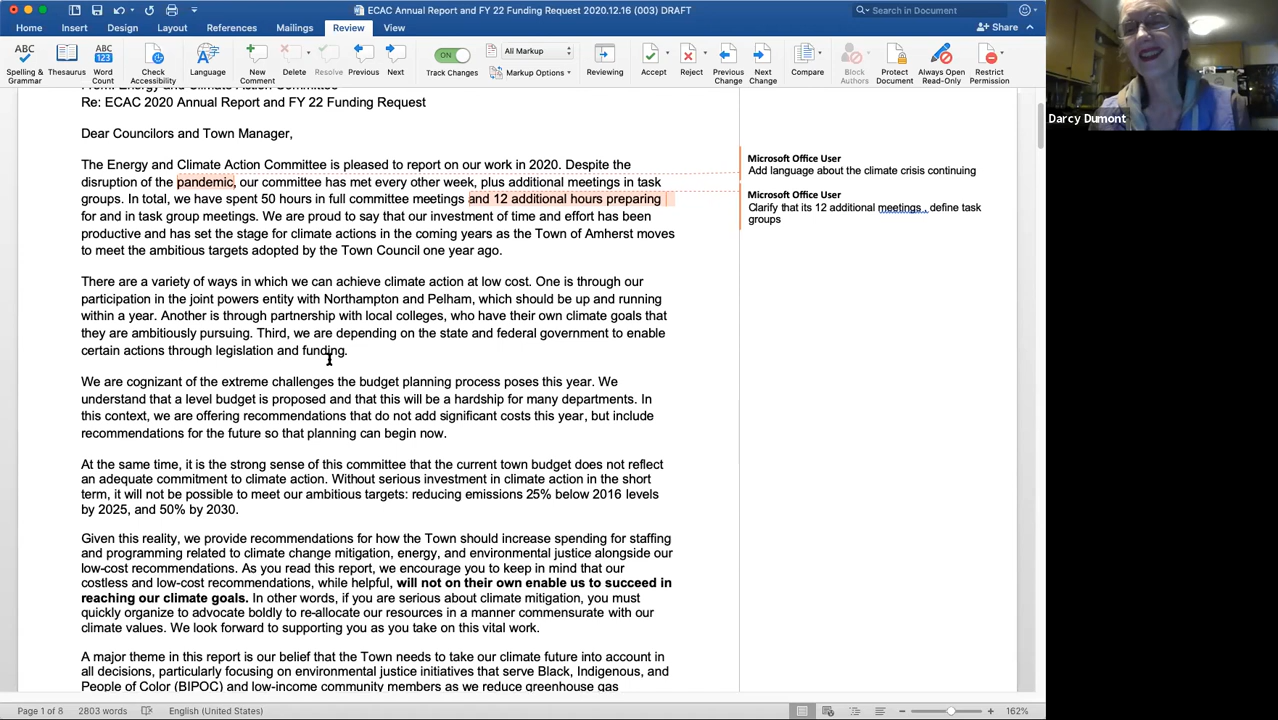 ECAC Annual Report and FY 22 Funding Request 2020.12.16 (003) DRAFT
Search in Document
Home Insert Design Layout References Mailings Review View
Share
ABC
ABC
123
ON
All Markup
Spelling & Grammar
Thesaurus
Word Count
Check Accessibility
Language
New Comment
Delete
Resolve
Previous
Next
Track Changes
Markup Options
Reviewing
Accept
Reject
Previous Change
Next Change
Compare
Block Authors
Protect Document
Always Open Read-Only
Restrict Permission
From: Energy and Climate Action Committee
Re: ECAC 2020 Annual Report and FY 22 Funding Request
Dear Councilors and Town Manager,
The Energy and Climate Action Committee is pleased to report on our work in 2020. Despite the
disruption of the pandemic, our committee has met every other week, plus additional meetings in task
groups. In total, we have spent 50 hours in full committee meetings and 12 additional hours preparing
for and in task group meetings. We are proud to say that our investment of time and effort has been
productive and has set the stage for climate actions in the coming years as the Town of Amherst moves
to meet the ambitious targets adopted by the Town Council one year ago.
There are a variety of ways in which we can achieve climate action at low cost. One is through our
participation in the joint powers entity with Northampton and Pelham, which should be up and running
within a year. Another is through partnership with local colleges, who have their own climate goals that
they are ambitiously pursuing. Third, we are depending on the state and federal government to enable
certain actions through legislation and funding.
We are cognizant of the extreme challenges the budget planning process poses this year. We
understand that a level budget is proposed and that this will be a hardship for many departments. In
this context, we are offering recommendations that do not add significant costs this year, but include
recommendations for the future so that planning can begin now.
At the same time, it is the strong sense of this committee that the current town budget does not reflect
an adequate commitment to climate action. Without serious investment in climate action in the short
term, it will not be possible to meet our ambitious targets: reducing emissions 25% below 2016 levels
by 2025, and 50% by 2030.
Given this reality, we provide recommendations for how the Town should increase spending for staffing
and programming related to climate change mitigation, energy, and environmental justice alongside our
low-cost recommendations. As you read this report, we encourage you to keep in mind that our
costless and low-cost recommendations, while helpful, will not on their own enable us to succeed in
reaching our climate goals. In other words, if you are serious about climate mitigation, you must
quickly organize to advocate boldly to re-allocate our resources in a manner commensurate with our
climate values. We look forward to supporting you as you take on this vital work.
A major theme in this report is our belief that the Town needs to take our climate future into account in
all decisions, particularly focusing on environmental justice initiatives that serve Black, Indigenous, and
People of Color (BIPOC) and low-income community members as we reduce greenhouse gas
Microsoft Office User
Add language about the climate crisis continuing
Microsoft Office User
Clarify that its 12 additional meetings , define task
groups
Darcy Dumont
Page 1 of 8 2803 words English (United States) 162%